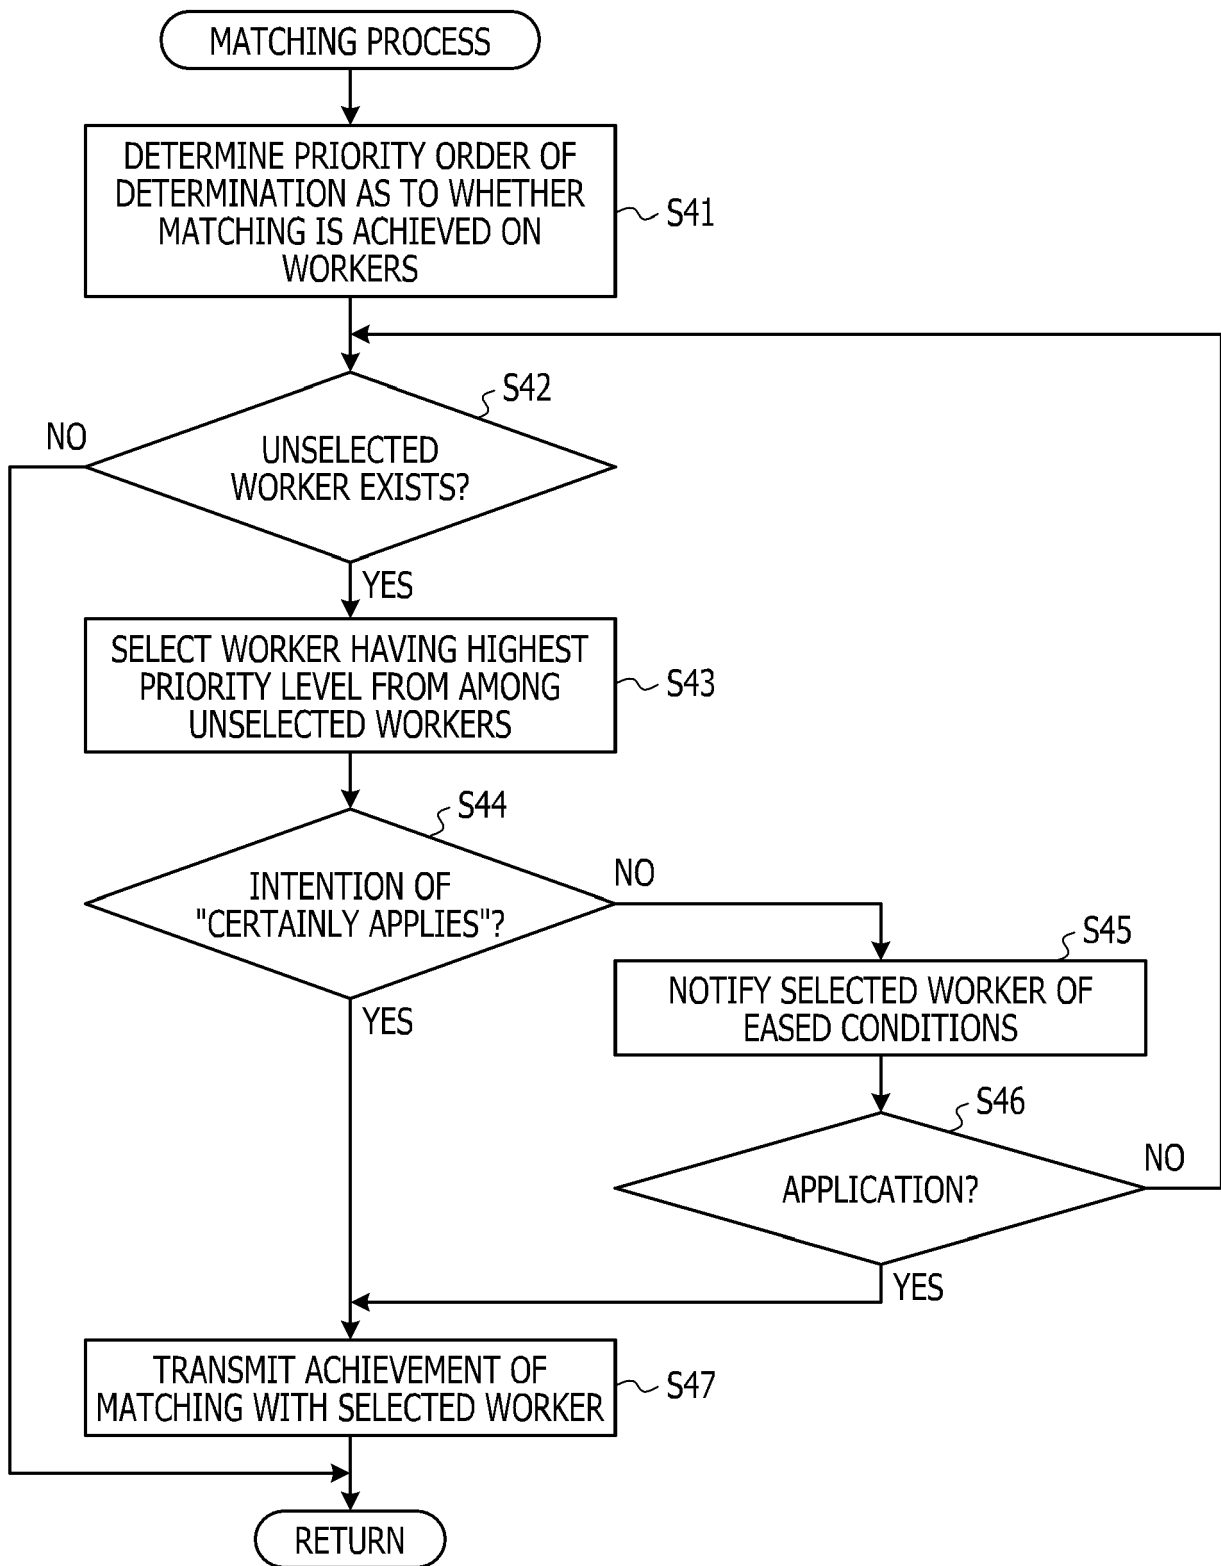 MATCHING PROCESS
DETERMINE PRIORITY ORDER OF
DETERMINATION AS TO WHETHER
MATCHING IS ACHIEVED ON
WORKERS
S41
S42
NO
UNSELECTED
WORKER EXISTS?
YES
SELECT WORKER HAVING HIGHEST
PRIORITY LEVEL FROM AMONG
UNSELECTED WORKERS
S43
S44
INTENTION OF
"CERTAINLY APPLIES"?
NO
YES
S45
NOTIFY SELECTED WORKER OF
EASED CONDITIONS
S46
APPLICATION?
NO
YES
TRANSMIT ACHIEVEMENT OF
MATCHING WITH SELECTED WORKER
S47
RETURN